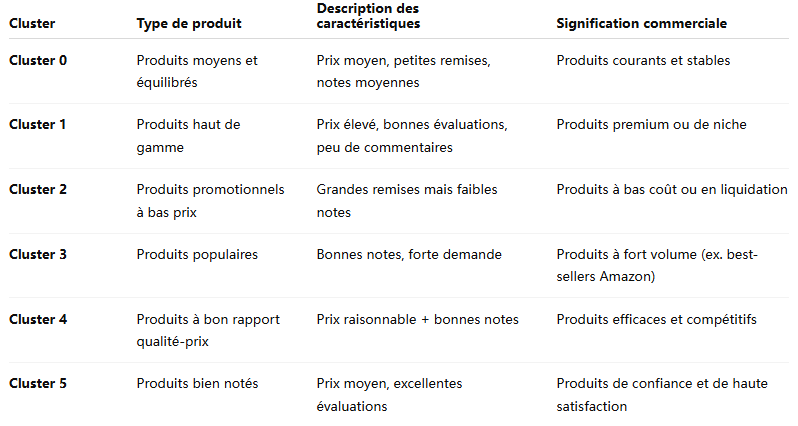 Cluster Type de produit Description des caractéristiques Signification commerciale
Cluster 0 Produits moyens et équilibrés Prix moyen, petites remises, notes moyennes Produits courants et stables
Cluster 1 Produits haut de gamme Prix élevé, bonnes évaluations, peu de commentaires Produits premium ou de niche
Cluster 2 Produits promotionnels à bas prix Grandes remises mais faibles notes Produits à bas coût ou en liquidation
Cluster 3 Produits populaires Bonnes notes, forte demande Produits à fort volume (ex. best-sellers Amazon)
Cluster 4 Produits à bon rapport qualité-prix Prix raisonnable + bonnes notes Produits efficaces et compétitifs
Cluster 5 Produits bien notés Prix moyen, excellentes évaluations Produits de confiance et de haute satisfaction